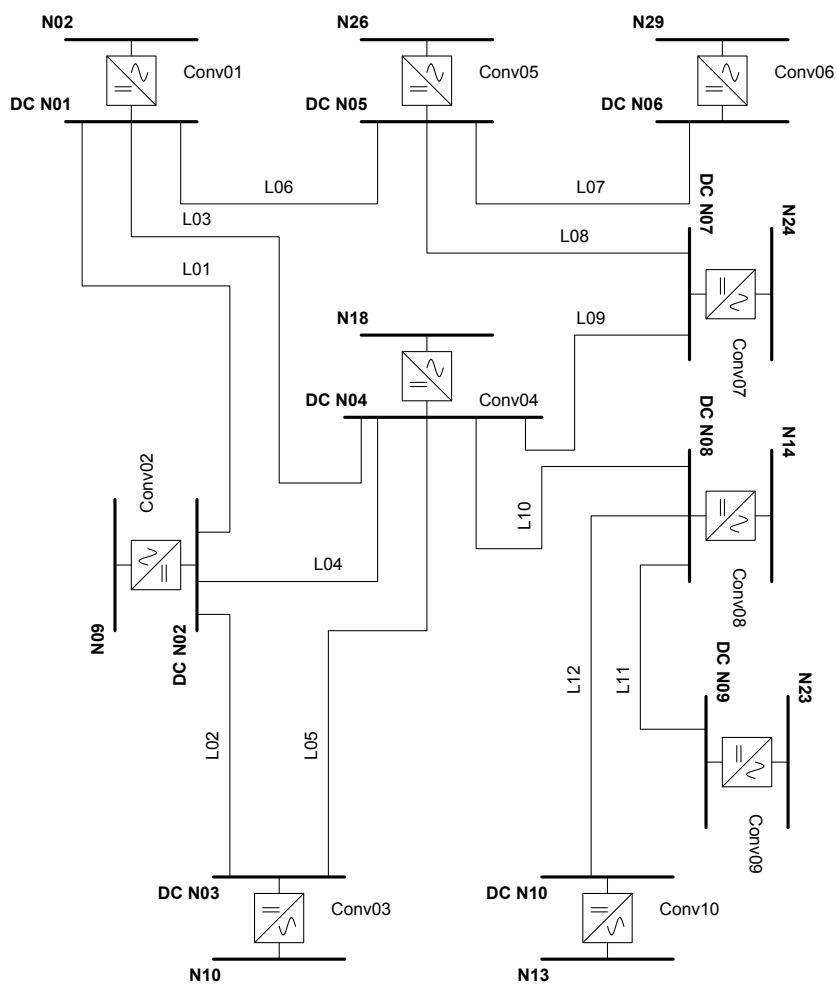 N02
N26
N29
Conv01
Conv05
Conv06
DC N01
DC N05
DC N06
L06
L07
L03
L08
DC N07
N24
L01
N18
L09
Conv07
DC N04
Conv04
DC N08
N14
Conv02
L10
L04
Conv08
N09
DC N02
L12
L11
DC N09
N23
L02
L05
Conv09
DC N03
Conv03
DC N10
Conv10
N10
N13